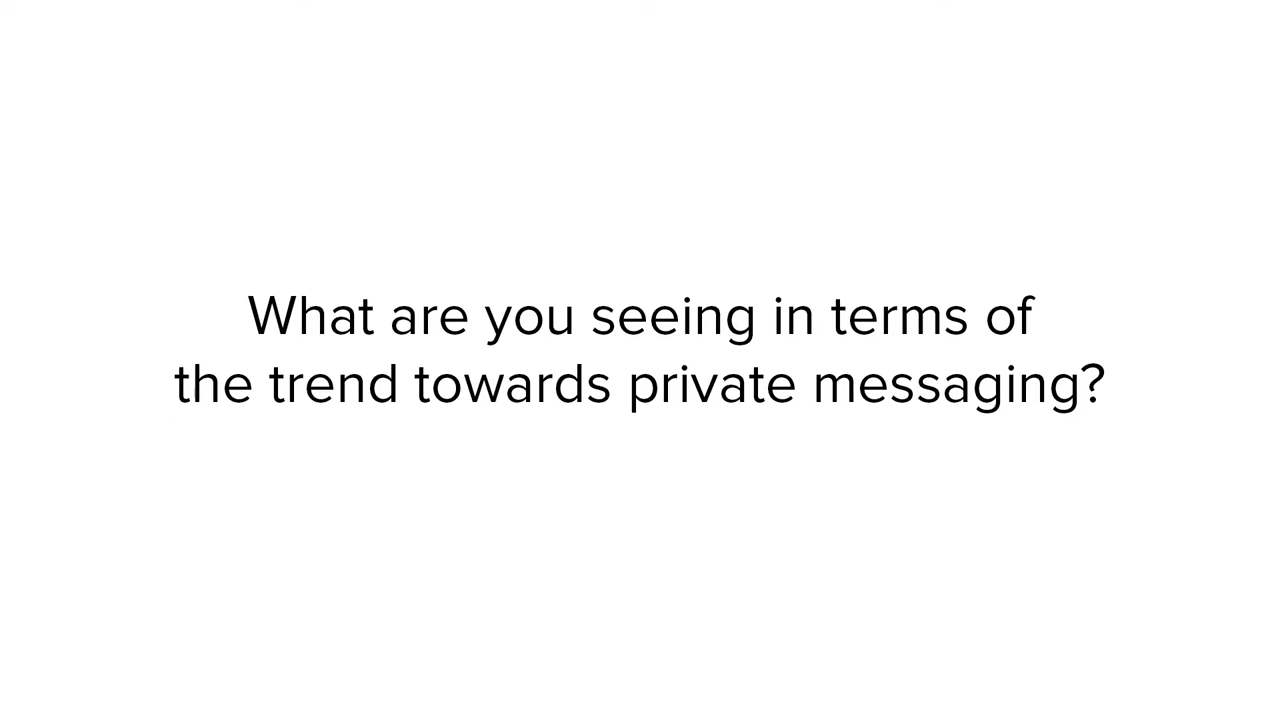 What are you seeing in terms of
the trend towards private messaging?